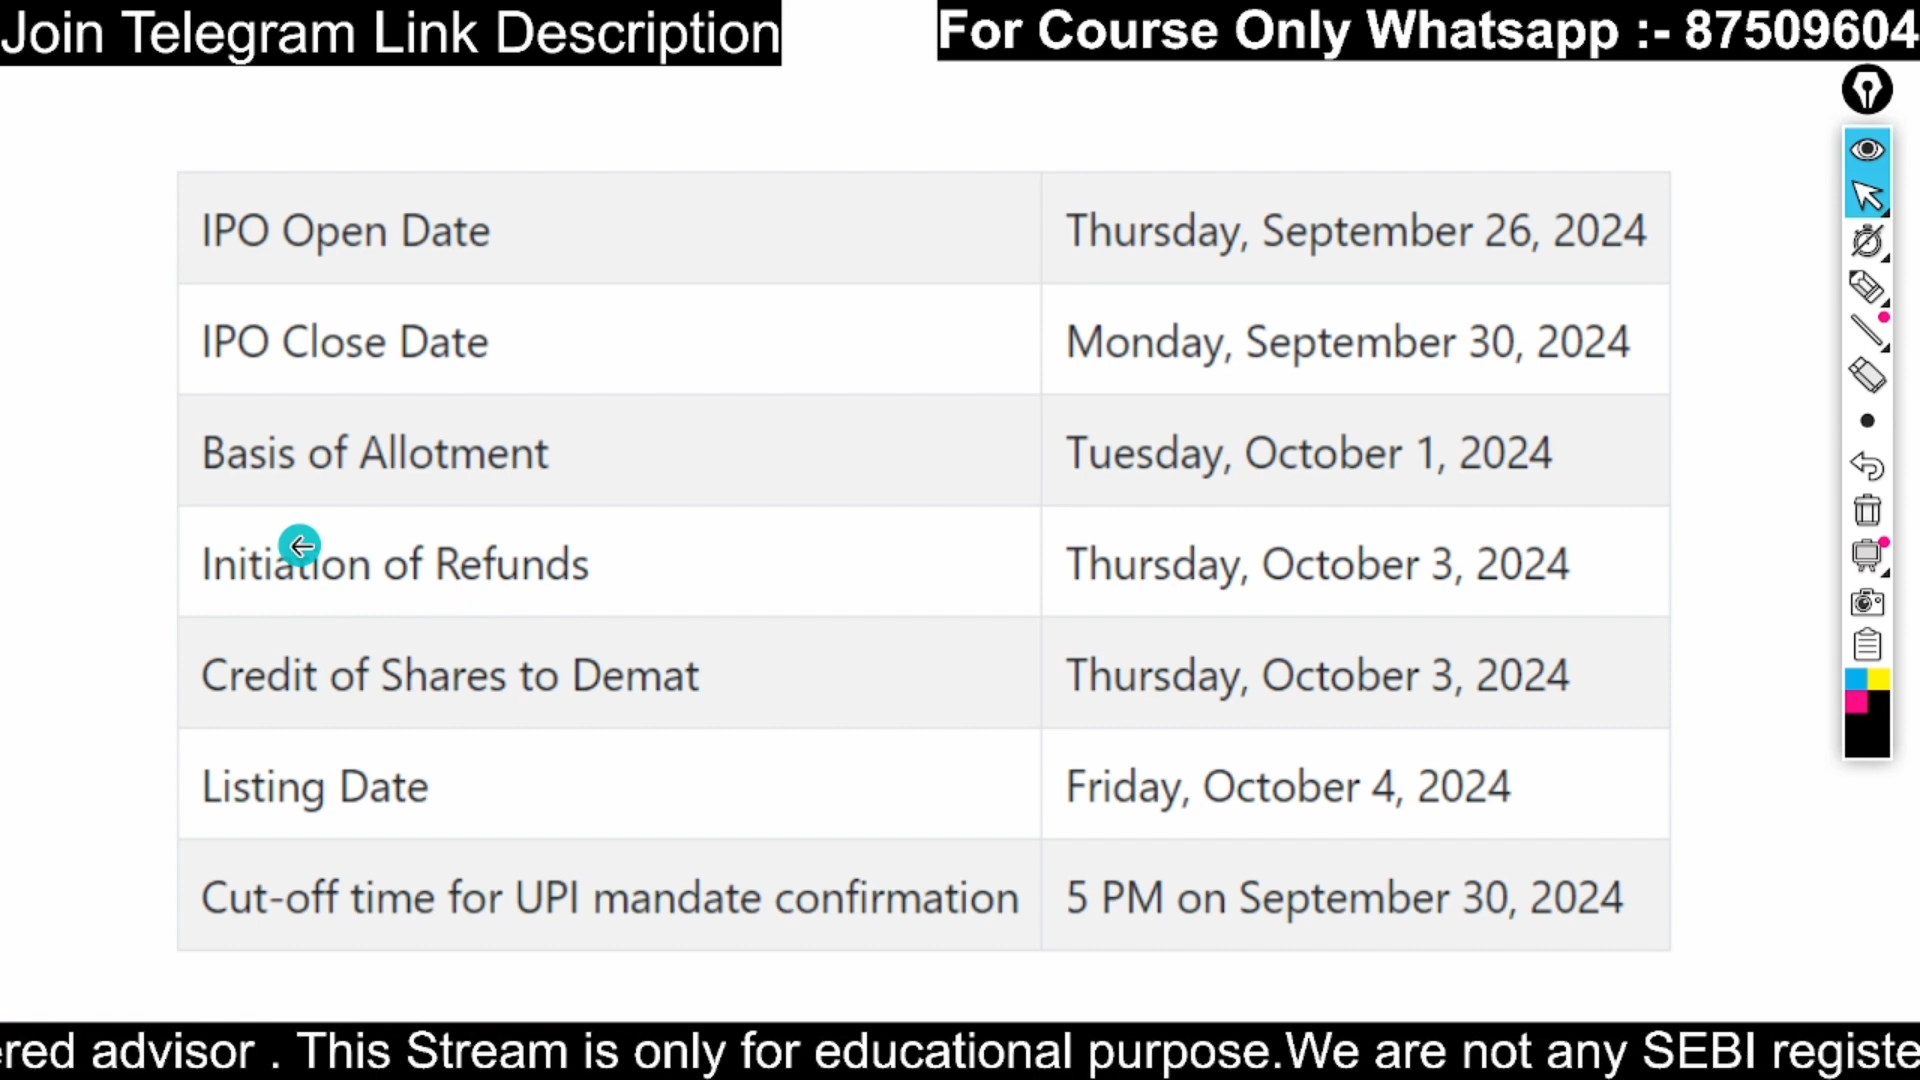 Join Telegram Link Description
For Course Only Whatsapp :- 87509604
IPO Open Date Thursday, September 26, 2024
IPO Close Date Monday, September 30, 2024
Basis of Allotment Tuesday, October 1, 2024
Initiation of Refunds Thursday, October 3, 2024
Credit of Shares to Demat Thursday, October 3, 2024
Listing Date Friday, October 4, 2024
Cut-off time for UPI mandate confirmation 5 PM on September 30, 2024
ered advisor . This Stream is only for educational purpose.We are not any SEBI registe